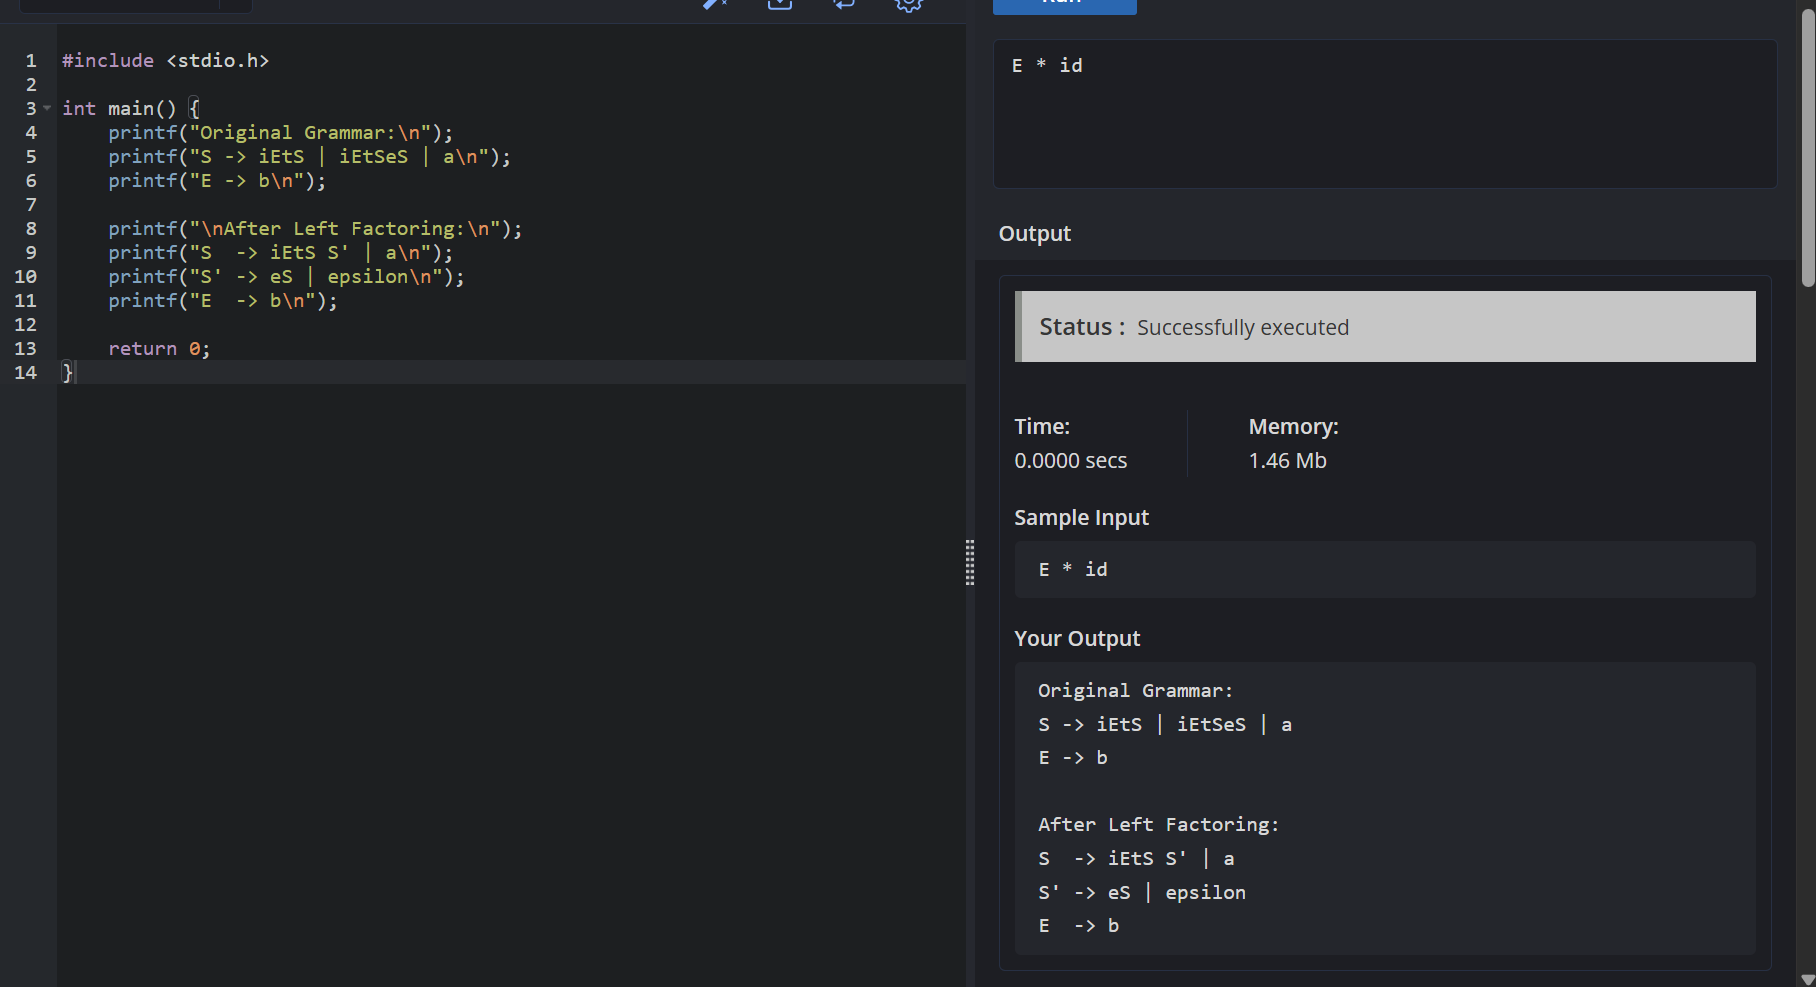 1 #include <stdio.h>
2
3 int main() {
4     printf("Original Grammar:\n");
5     printf("S -> iEtS | iEtSeS | a\n");
6     printf("E -> b\n");
7
8     printf("\nAfter Left Factoring:\n");
9     printf("S  -> iEtS S' | a\n");
10     printf("S' -> eS | epsilon\n");
11     printf("E  -> b\n");
12
13     return 0;
14 }
Run
E * id
Output
Status : Successfully executed
Time: Memory:
0.0000 secs 1.46 Mb
Sample Input
E * id
Your Output
Original Grammar:
S -> iEtS | iEtSeS | a
E -> b

After Left Factoring:
S  -> iEtS S' | a
S' -> eS | epsilon
E  -> b